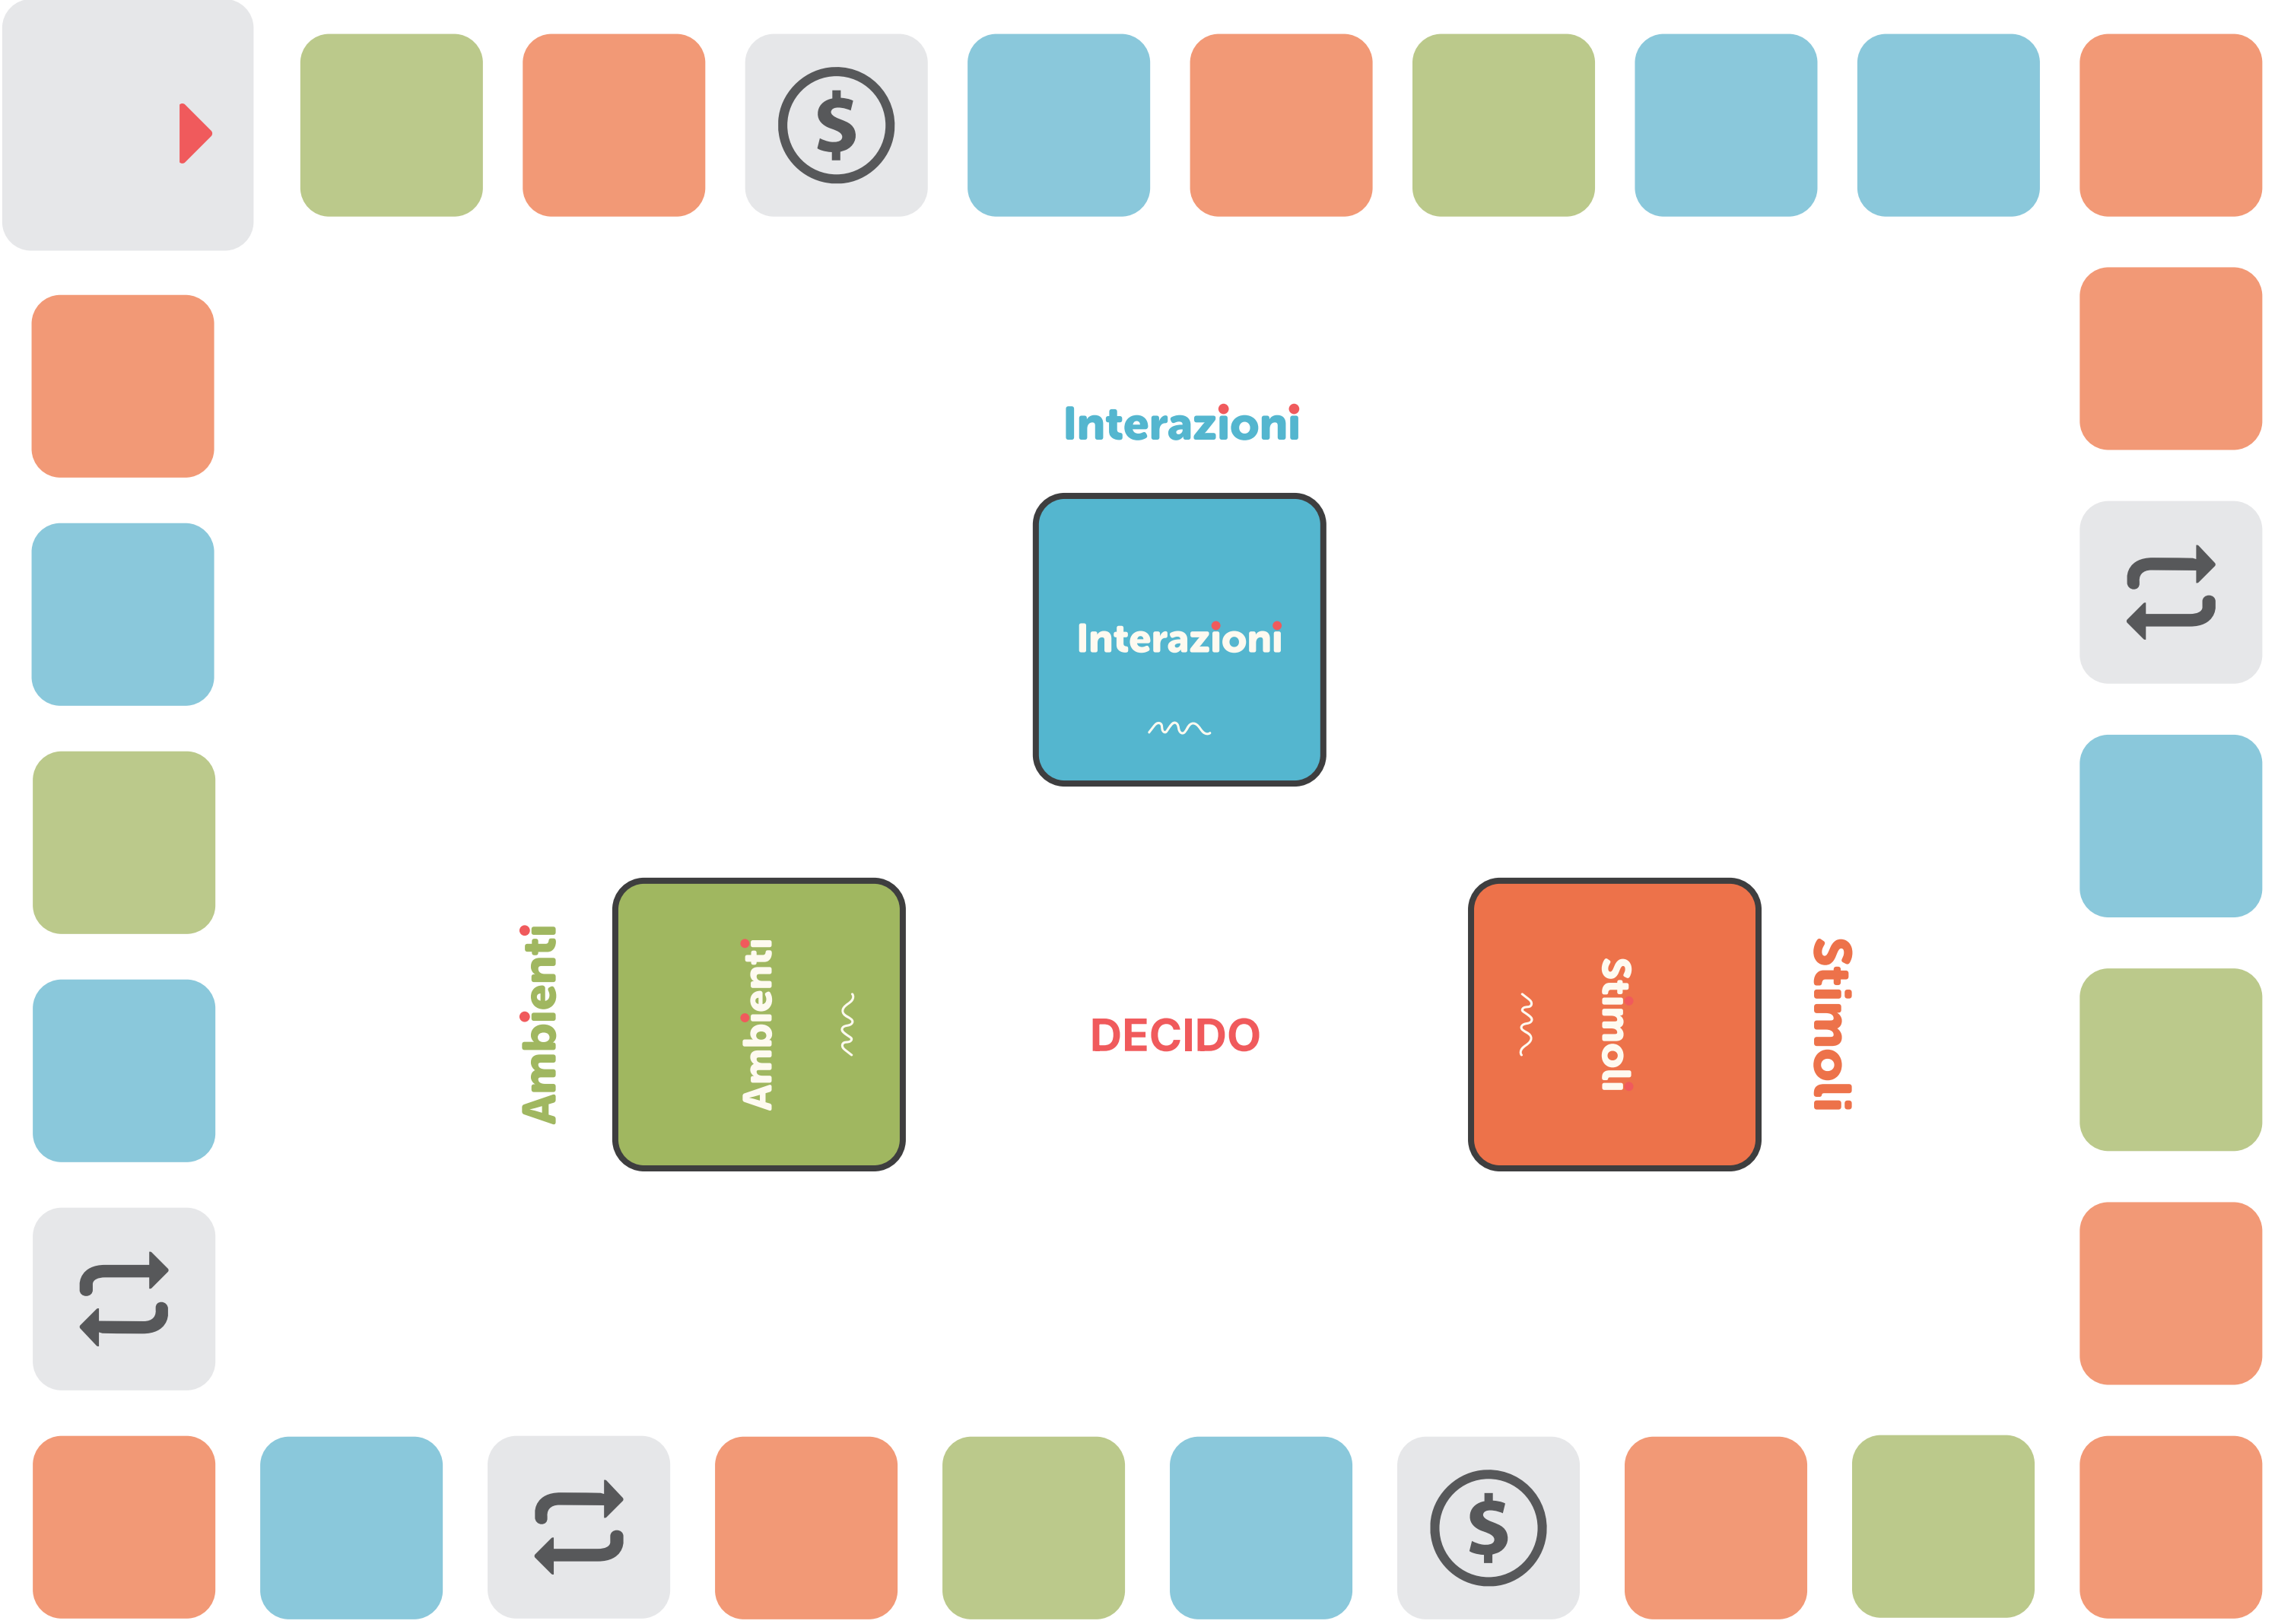 $
Interazioni
Interazioni
Ambienti
Ambienti
DECIDO
Stimoli
Stimoli
$